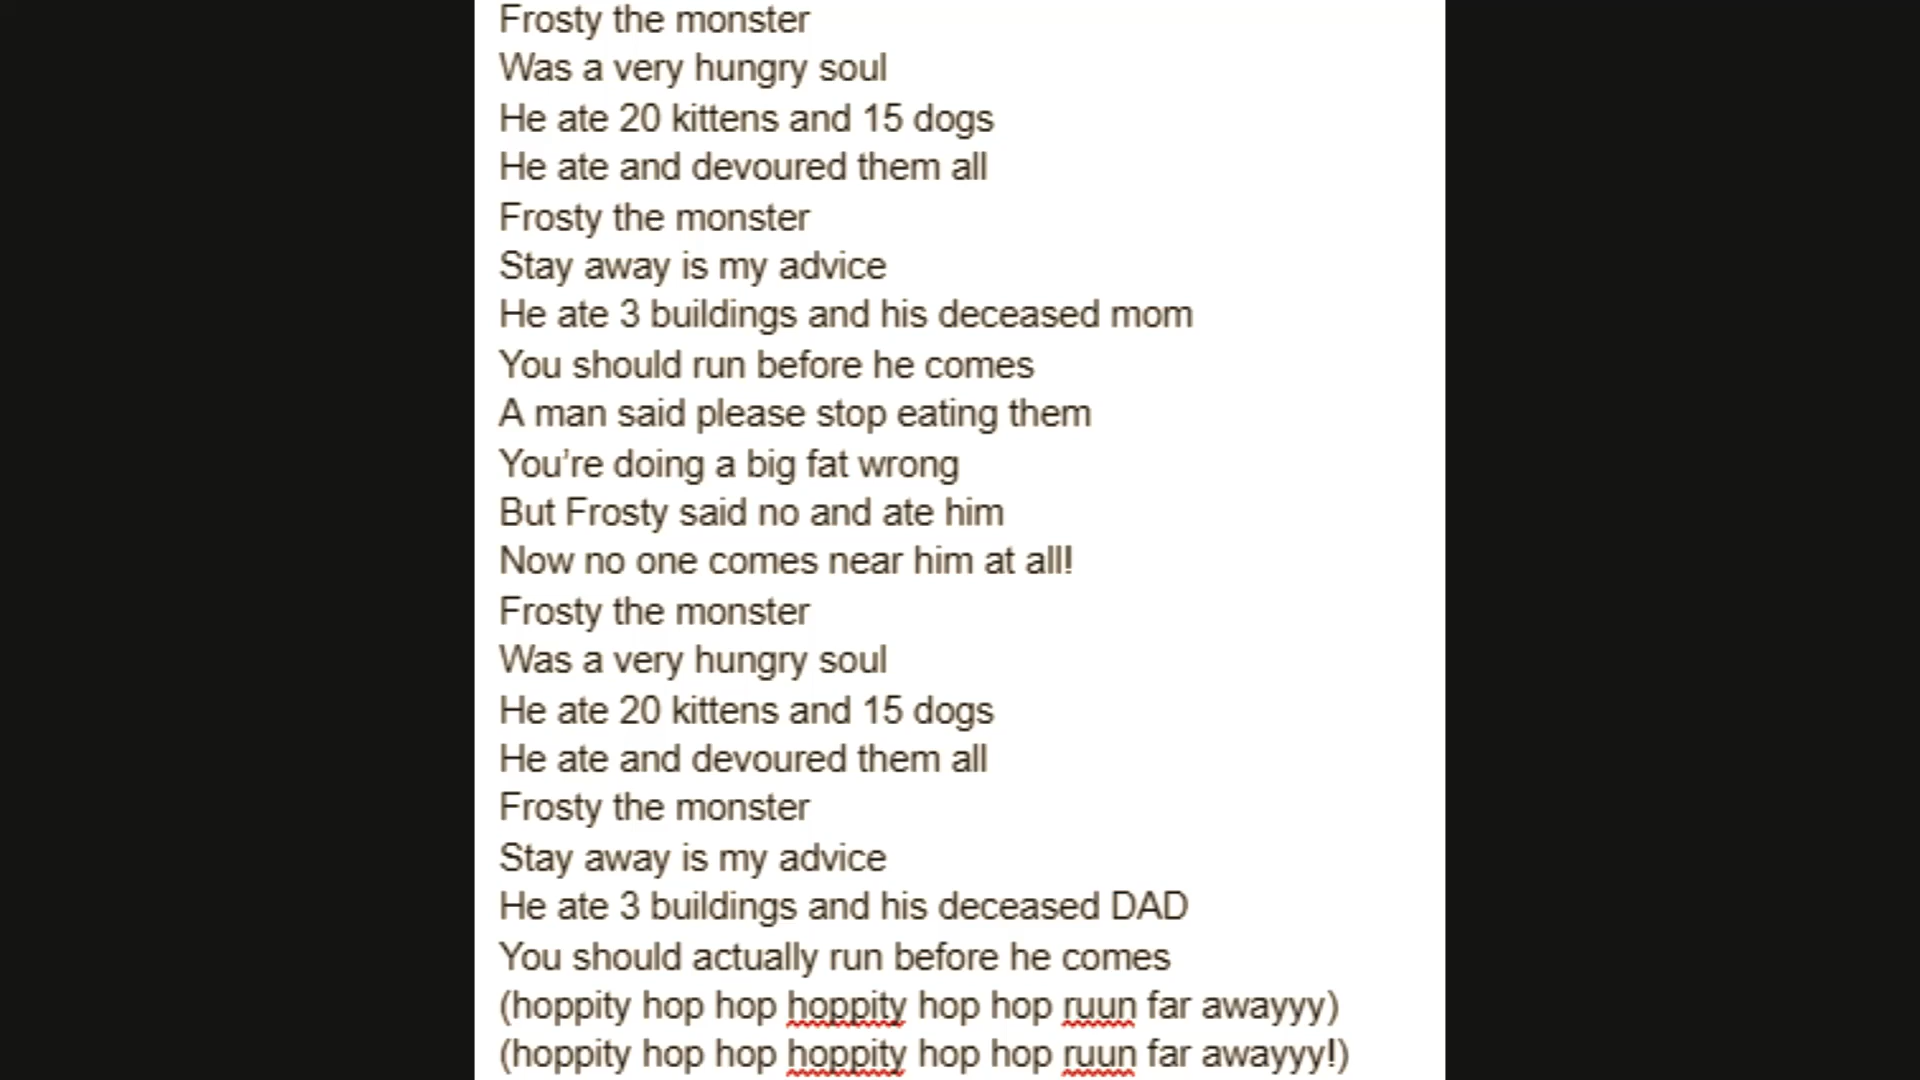 Frosty the monster
Was a very hungry soul
He ate 20 kittens and 15 dogs
He ate and devoured them all
Frosty the monster
Stay away is my advice
He ate 3 buildings and his deceased mom
You should run before he comes
A man said please stop eating them
You’re doing a big fat wrong
But Frosty said no and ate him
Now no one comes near him at all!
Frosty the monster
Was a very hungry soul
He ate 20 kittens and 15 dogs
He ate and devoured them all
Frosty the monster
Stay away is my advice
He ate 3 buildings and his deceased DAD
You should actually run before he comes
(hoppity hop hop hoppity hop hop ruun far awayyy)
(hoppity hop hop hoppity hop hop ruun far awayyy!)